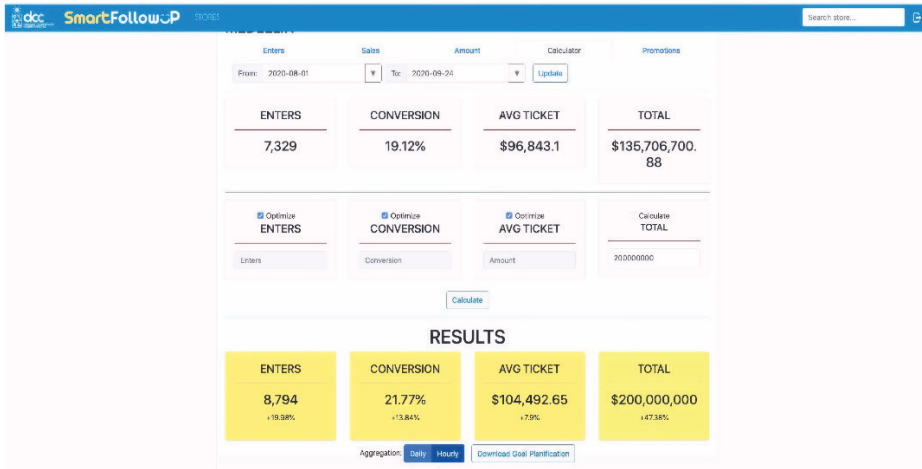 dcc SmartFollowUP STORES Search store...
MEDELLIN
Enters Sales Amount Calculator Promotions
From: 2020-08-01 To: 2020-09-24 Update
ENTERS CONVERSION AVG TICKET TOTAL
7,329 19.12% $96,843.1 $135,706,700.
88
Optimize Optimize Optimize Calculate
ENTERS CONVERSION AVG TICKET TOTAL
Enters Conversion Amount 200000000
Calculate
RESULTS
ENTERS CONVERSION AVG TICKET TOTAL
8,794 21.77% $104,492.65 $200,000,000
+19.98% +13.84% +7.9% +47.38%
Aggregation: Daily Hourly Download Goal Planification